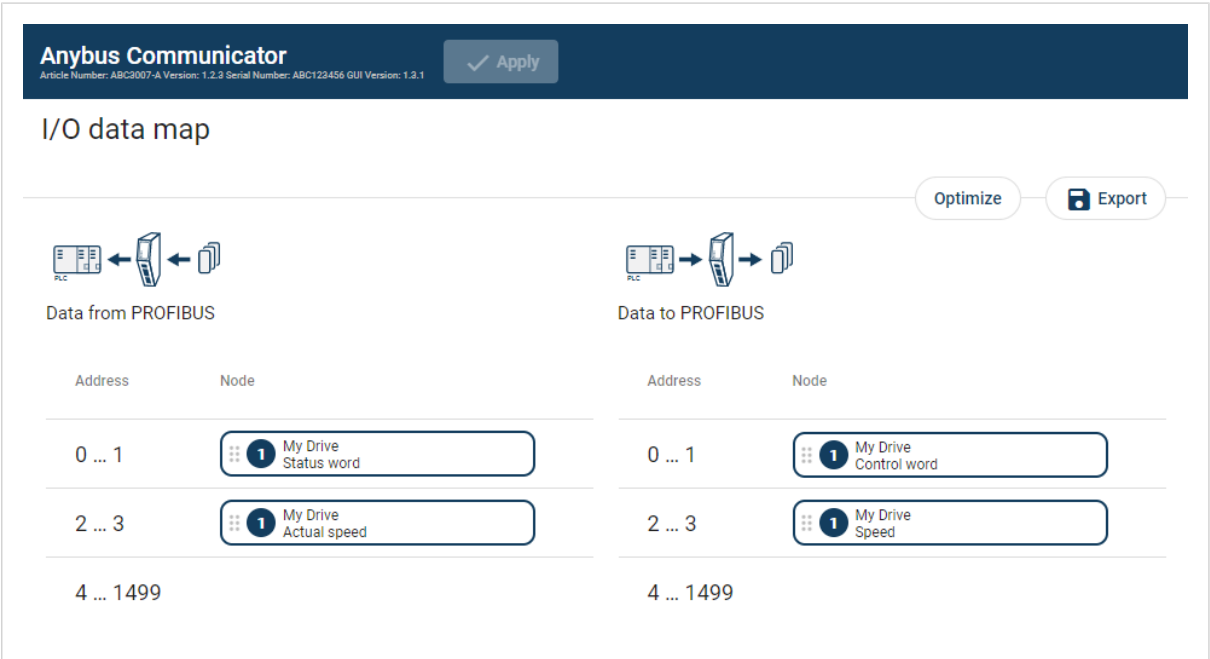 Anybus Communicator
Article Number: ABC3007-A Version: 1.2.3 Serial Number: ABC123456 GUI Version: 1.3.1
Apply
I/O data map
Optimize
Export
PLC
Data from PROFIBUS
Address Node
0 ... 1
1 My Drive
Status word
2 ... 3
1 My Drive
Actual speed
4 ... 1499
PLC
Data to PROFIBUS
Address Node
0 ... 1
1 My Drive
Control word
2 ... 3
1 My Drive
Speed
4 ... 1499